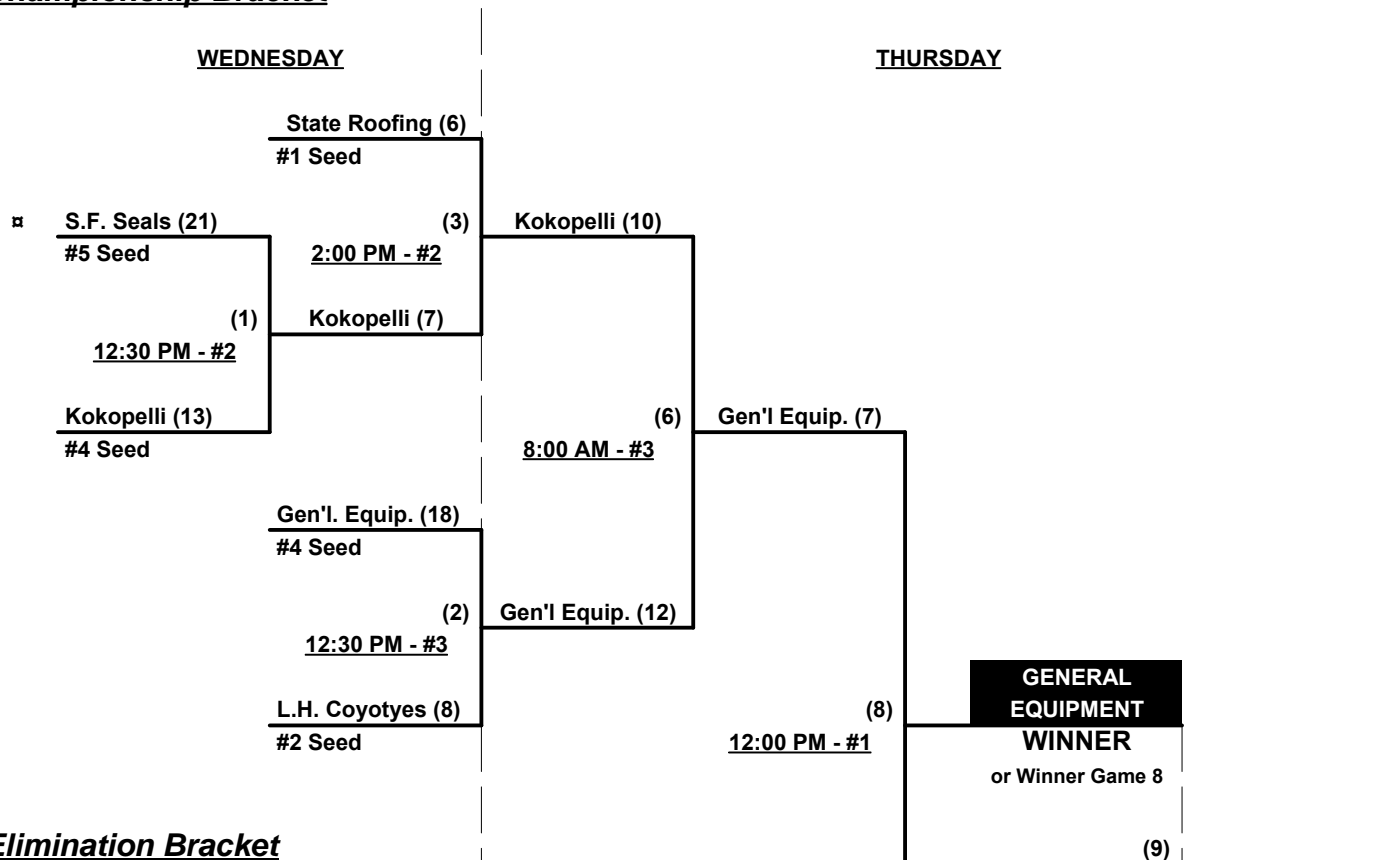 Championship Bracket
WEDNESDAY
THURSDAY
State Roofing (6)
#1 Seed
¤ S.F. Seals (21)
(3)
Kokopelli (10)
#5 Seed
2:00 PM - #2
(1)
Kokopelli (7)
12:30 PM - #2
Kokopelli (13)
(6)
Gen'l Equip. (7)
#4 Seed
8:00 AM - #3
Gen'l. Equip. (18)
#4 Seed
(2)
Gen'l Equip. (12)
12:30 PM - #3
GENERAL
L.H. Coyotyes (8)
(8)
EQUIPMENT
#2 Seed
12:00 PM - #1
WINNER
or Winner Game 8
Elimination Bracket
(9)